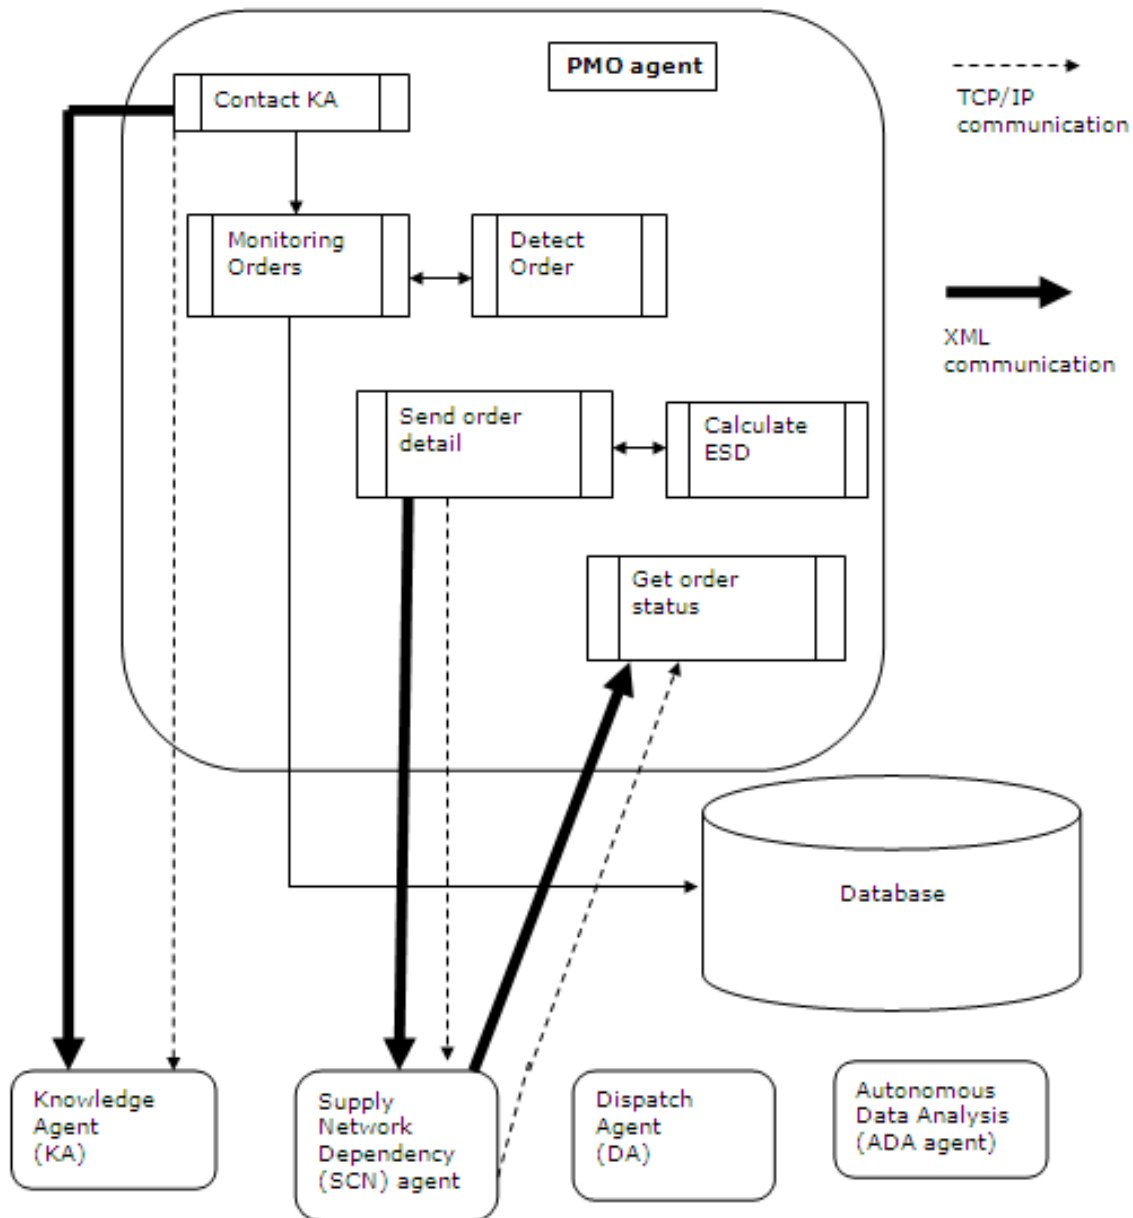 PMO agent
TCP/IP
communication
Contact KA
Monitoring
Orders
Detect
Order
XML
communication
Send order
detail
Calculate
ESD
Get order
status
Database
Knowledge
Agent
(KA)
Supply
Network
Dependency
(SCN) agent
Dispatch
Agent
(DA)
Autonomous
Data Analysis
(ADA agent)